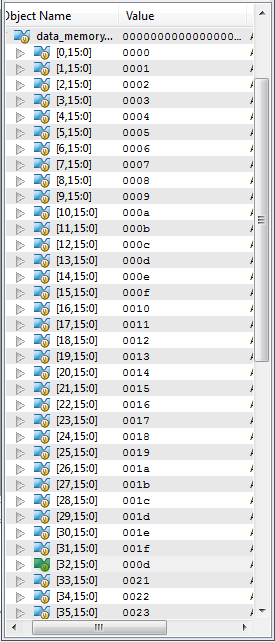 Object Name Value
data_memory... 0000000000000000...
[0,15:0] 0000 A
[1,15:0] 0001 A
[2,15:0] 0002 A
[3,15:0] 0003 A
[4,15:0] 0004 A
[5,15:0] 0005 A
[6,15:0] 0006 A
[7,15:0] 0007 A
[8,15:0] 0008 A
[9,15:0] 0009 A
[10,15:0] 000a A
[11,15:0] 000b A
[12,15:0] 000c A
[13,15:0] 000d A
[14,15:0] 000e A
[15,15:0] 000f A
[16,15:0] 0010 A
[17,15:0] 0011 A
[18,15:0] 0012 A
[19,15:0] 0013 A
[20,15:0] 0014 A
[21,15:0] 0015 A
[22,15:0] 0016 A
[23,15:0] 0017 A
[24,15:0] 0018 A
[25,15:0] 0019 A
[26,15:0] 001a A
[27,15:0] 001b A
[28,15:0] 001c A
[29,15:0] 001d A
[30,15:0] 001e A
[31,15:0] 001f A
[32,15:0] 000d A
[33,15:0] 0021 A
[34,15:0] 0022 A
[35,15:0] 0023 A